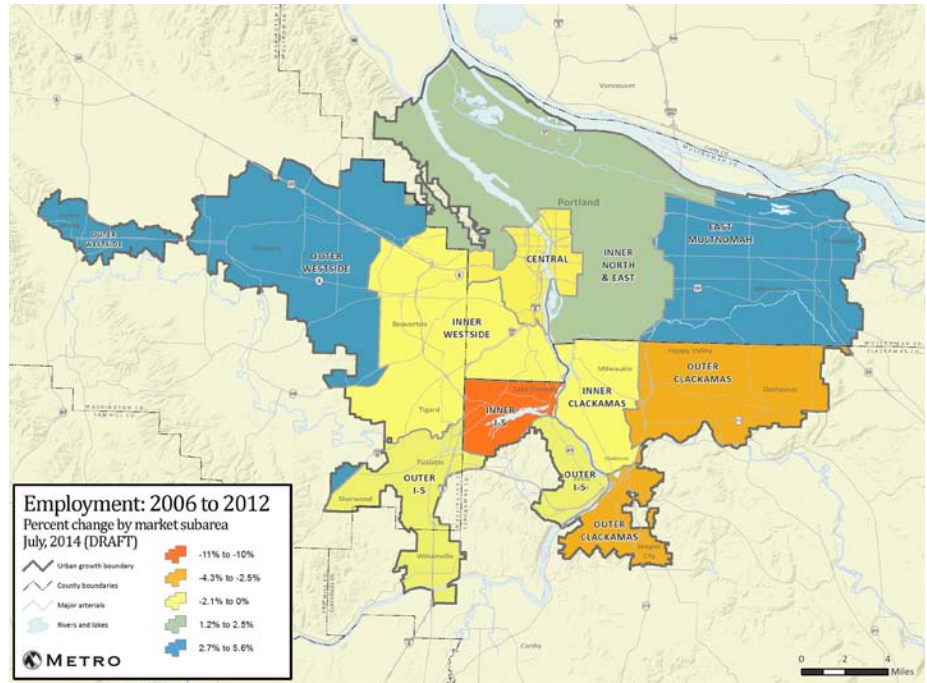 Vancouver
Portland
OUTER
WESTSIDE
OUTER
WESTSIDE
CENTRAL
INNER
NORTH
& EAST
EAST
MULTNOMAH
Beaverton
INNER
WESTSIDE
Milwaukie
Happy Valley
OUTER
CLACKAMAS
Damascus
INNER
CLACKAMAS
INNER
I-5
Tigard
Tualatin
OUTER
I-5
Sherwood
OUTER
I-5
OUTER
CLACKAMAS
Oregon
City
Wilsonville
Canby
WASHINGTON CO.
YAMHILL CO.
Employment: 2006 to 2012
Percent change by market subarea
July, 2014 (DRAFT)
Urban growth boundary
County boundaries
Major arterials
Rivers and lakes
-11% to -10%
-4.3% to -2.5%
-2.1% to 0%
1.2% to 2.5%
2.7% to 5.6%
METRO
0 2 4
Miles